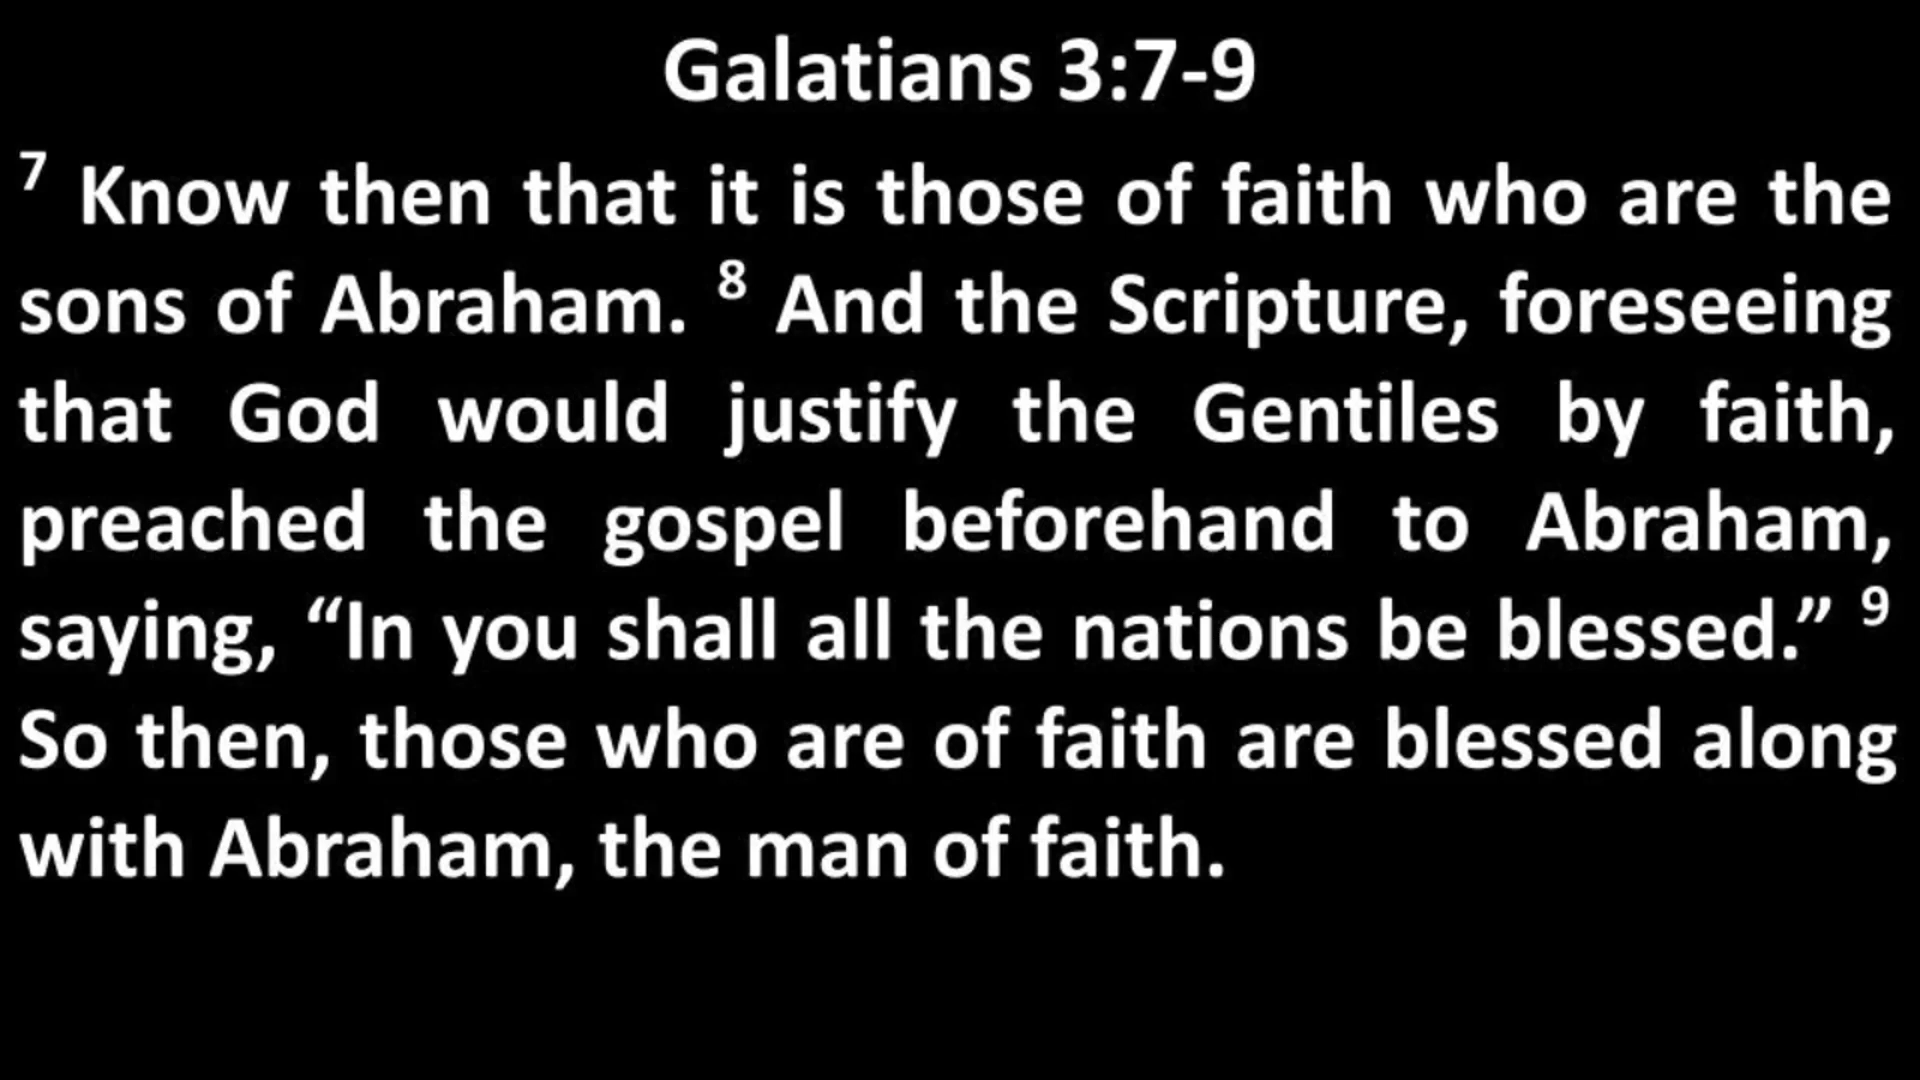 Galatians 3:7-9
⁷ Know then that it is those of faith who are the
sons of Abraham. ⁸ And the Scripture, foreseeing
that God would justify the Gentiles by faith,
preached the gospel beforehand to Abraham,
saying, “In you shall all the nations be blessed.” ⁹
So then, those who are of faith are blessed along
with Abraham, the man of faith.